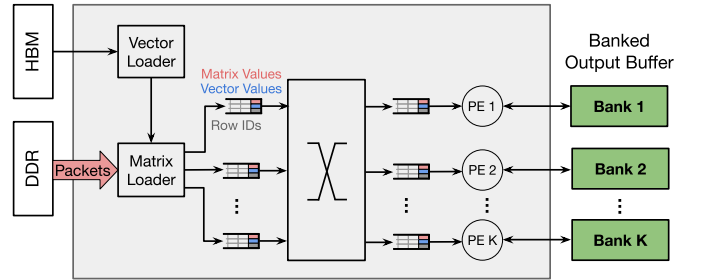 HBM
Vector
Loader
Banked
Output Buffer
Matrix Values
Vector Values
Row IDs
PE 1
Bank 1
DDR
Packets
Matrix
Loader
PE 2
Bank 2
PE K
Bank K